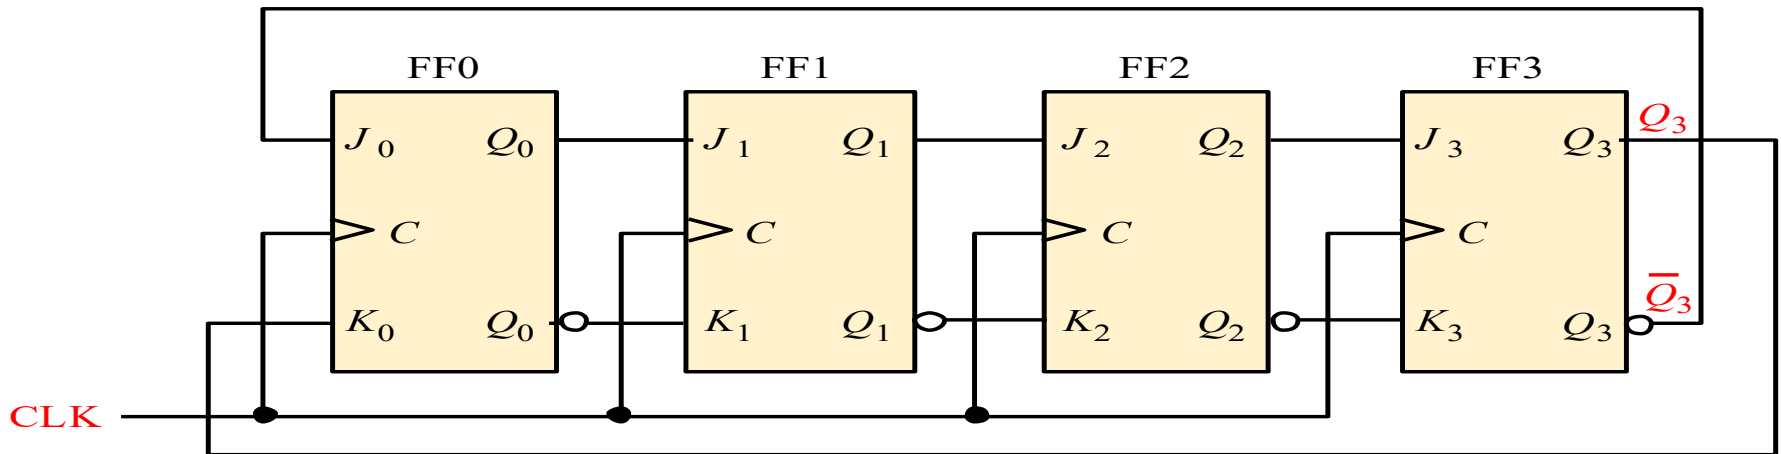 FF0 FF1 FF2 FF3
J0 Q0 J1 Q1 J2 Q2 J3 Q3 Q3
C C C C
K0 Q0 K1 Q1 K2 Q2 K3 Q3 Q̅3
CLK